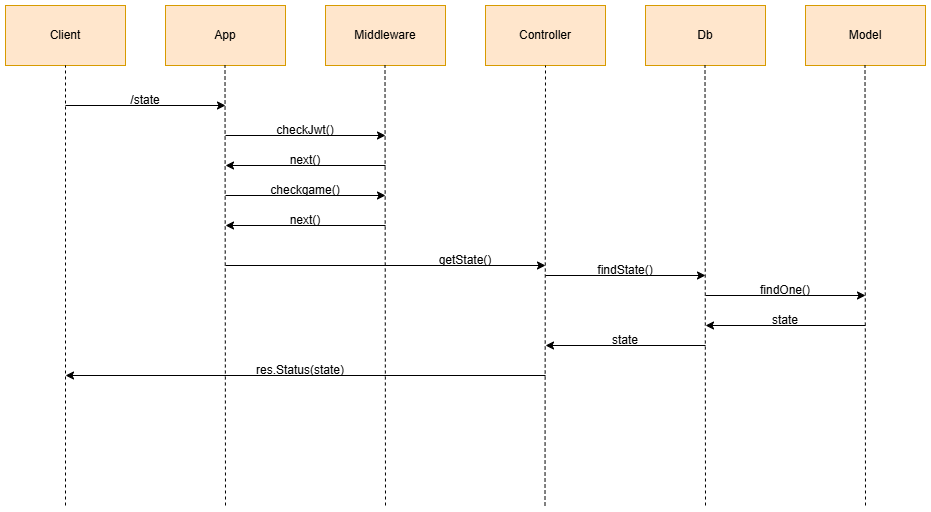 Client
App
Middleware
Controller
Db
Model
/state
checkJwt()
next()
checkgame()
next()
getState()
findState()
findOne()
state
state
res.Status(state)